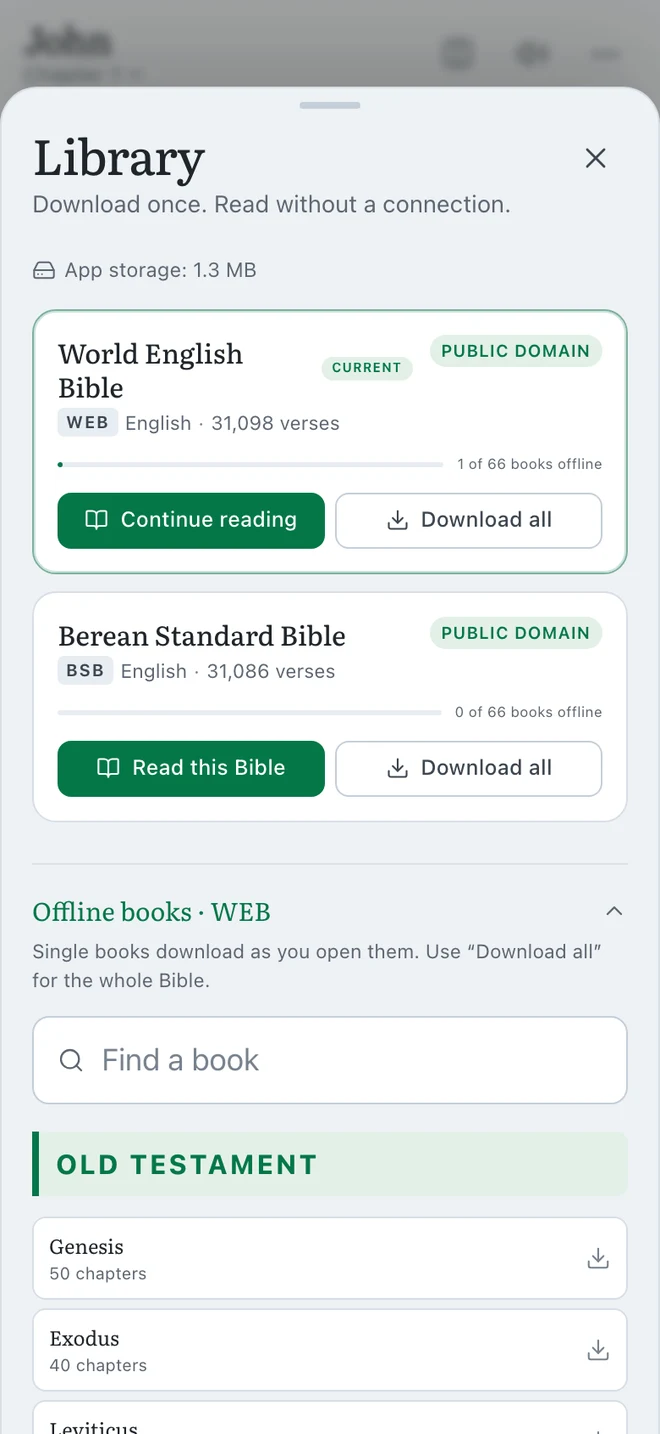 John
Library
Download once. Read without a connection.
App storage: 1.3 MB
World English
Bible
CURRENT
PUBLIC DOMAIN
WEB English · 31,098 verses
1 of 66 books offline
Continue reading
Download all
Berean Standard Bible
PUBLIC DOMAIN
BSB English · 31,086 verses
0 of 66 books offline
Read this Bible
Download all
Offline books · WEB
Single books download as you open them. Use “Download all”
for the whole Bible.
Find a book
OLD TESTAMENT
Genesis
50 chapters
Exodus
40 chapters
Leviticus